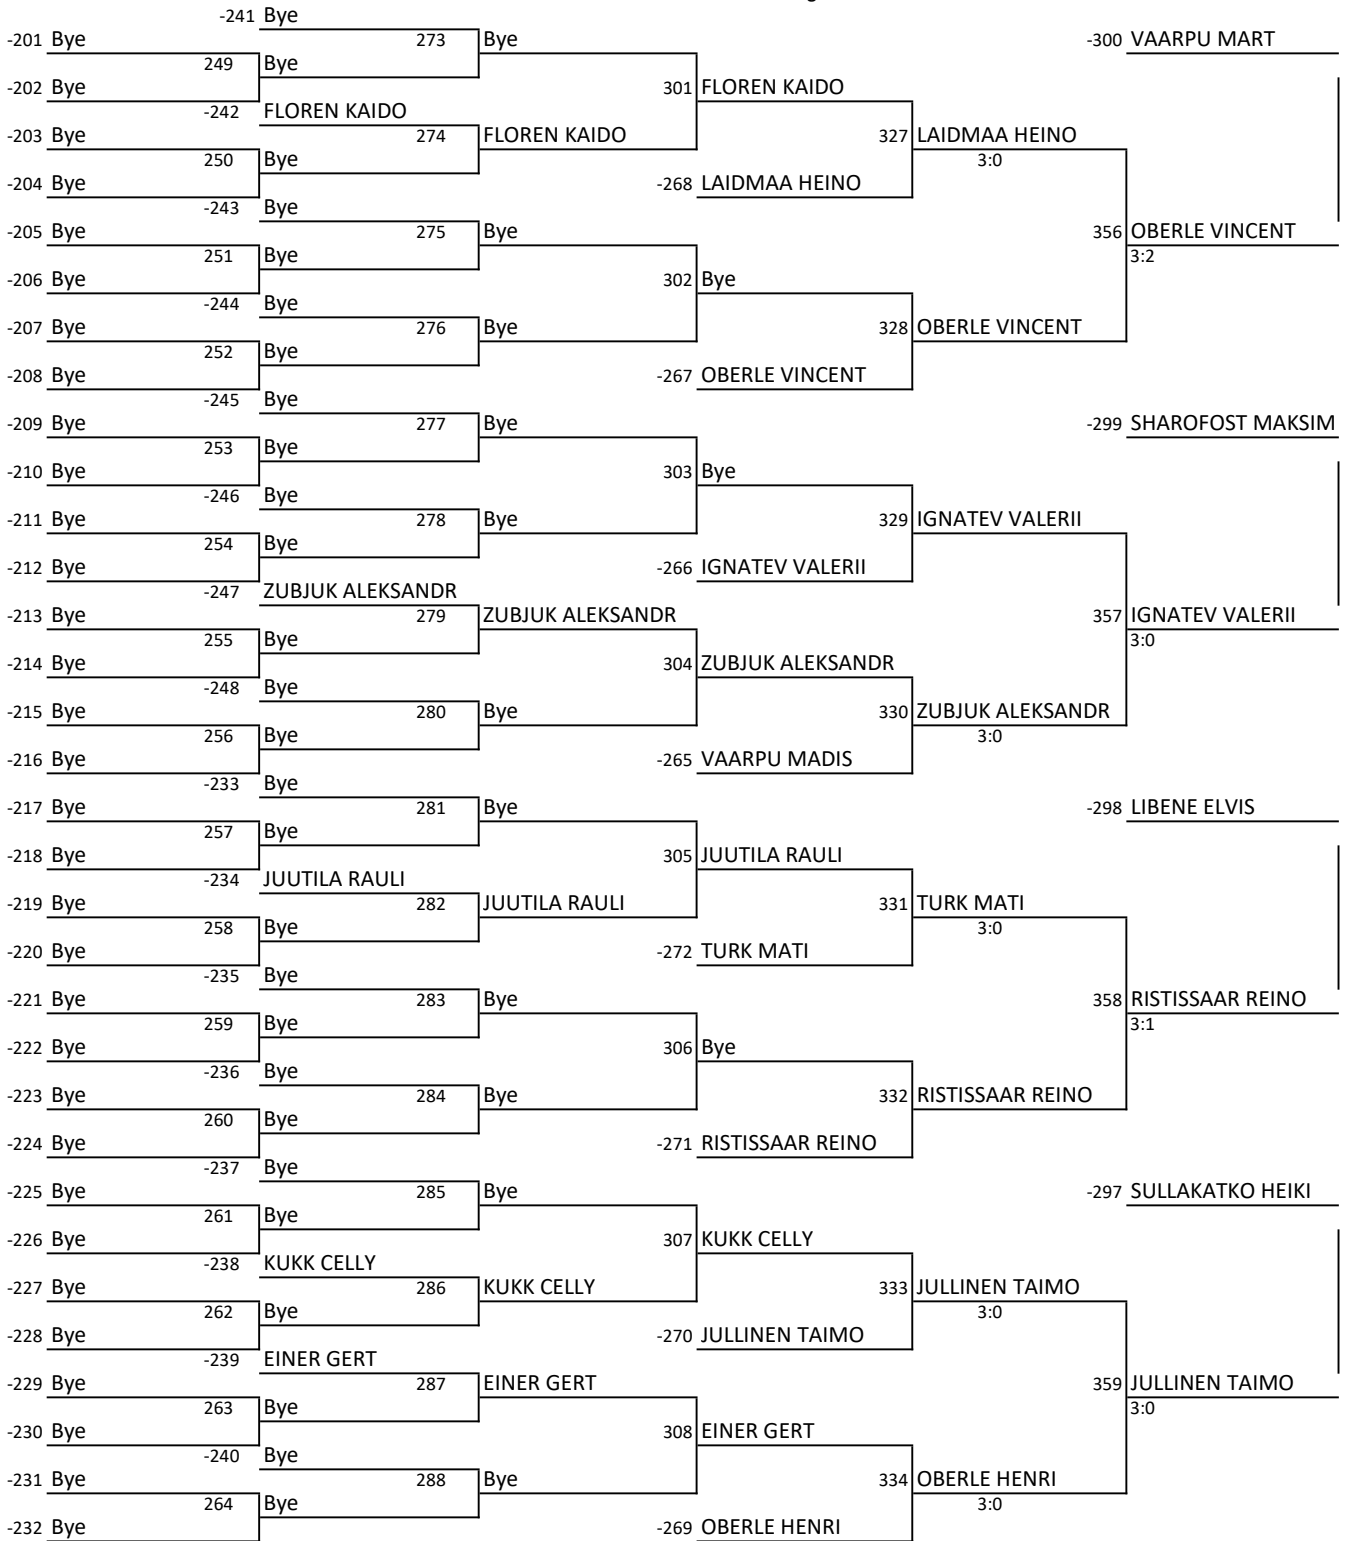 -241 Bye
-201 Bye 273 Bye -300 VAARPU MART
249 Bye
-202 Bye 301 FLOREN KAIDO
-242 FLOREN KAIDO
-203 Bye 274 FLOREN KAIDO 327 LAIDMAA HEINO
250 Bye 3:0
-204 Bye -268 LAIDMAA HEINO
-243 Bye
-205 Bye 275 Bye 356 OBERLE VINCENT
251 Bye 3:2
-206 Bye 302 Bye
-244 Bye
-207 Bye 276 Bye 328 OBERLE VINCENT
252 Bye
-208 Bye -267 OBERLE VINCENT
-245 Bye
-209 Bye 277 Bye -299 SHAROFOST MAKSIM
253 Bye
-210 Bye 303 Bye
-246 Bye
-211 Bye 278 Bye 329 IGNATEV VALERII
254 Bye
-212 Bye -266 IGNATEV VALERII
-247 ZUBJUK ALEKSANDR
-213 Bye 279 ZUBJUK ALEKSANDR 357 IGNATEV VALERII
255 Bye 3:0
-214 Bye 304 ZUBJUK ALEKSANDR
-248 Bye
-215 Bye 280 Bye 330 ZUBJUK ALEKSANDR
256 Bye 3:0
-216 Bye -265 VAARPU MADIS
-233 Bye
-217 Bye 281 Bye -298 LIBENE ELVIS
257 Bye
-218 Bye 305 JUUTILA RAULI
-234 JUUTILA RAULI
-219 Bye 282 JUUTILA RAULI 331 TURK MATI
258 Bye 3:0
-220 Bye -272 TURK MATI
-235 Bye
-221 Bye 283 Bye 358 RISTISSAAR REINO
259 Bye 3:1
-222 Bye 306 Bye
-236 Bye
-223 Bye 284 Bye 332 RISTISSAAR REINO
260 Bye
-224 Bye -271 RISTISSAAR REINO
-237 Bye
-225 Bye 285 Bye -297 SULLAKATKO HEIKI
261 Bye
-226 Bye 307 KUKK CELLY
-238 KUKK CELLY
-227 Bye 286 KUKK CELLY 333 JULLINEN TAIMO
262 Bye 3:0
-228 Bye -270 JULLINEN TAIMO
-239 EINER GERT
-229 Bye 287 EINER GERT 359 JULLINEN TAIMO
263 Bye 3:0
-230 Bye 308 EINER GERT
-240 Bye
-231 Bye 288 Bye 334 OBERLE HENRI
264 Bye 3:0
-232 Bye -269 OBERLE HENRI